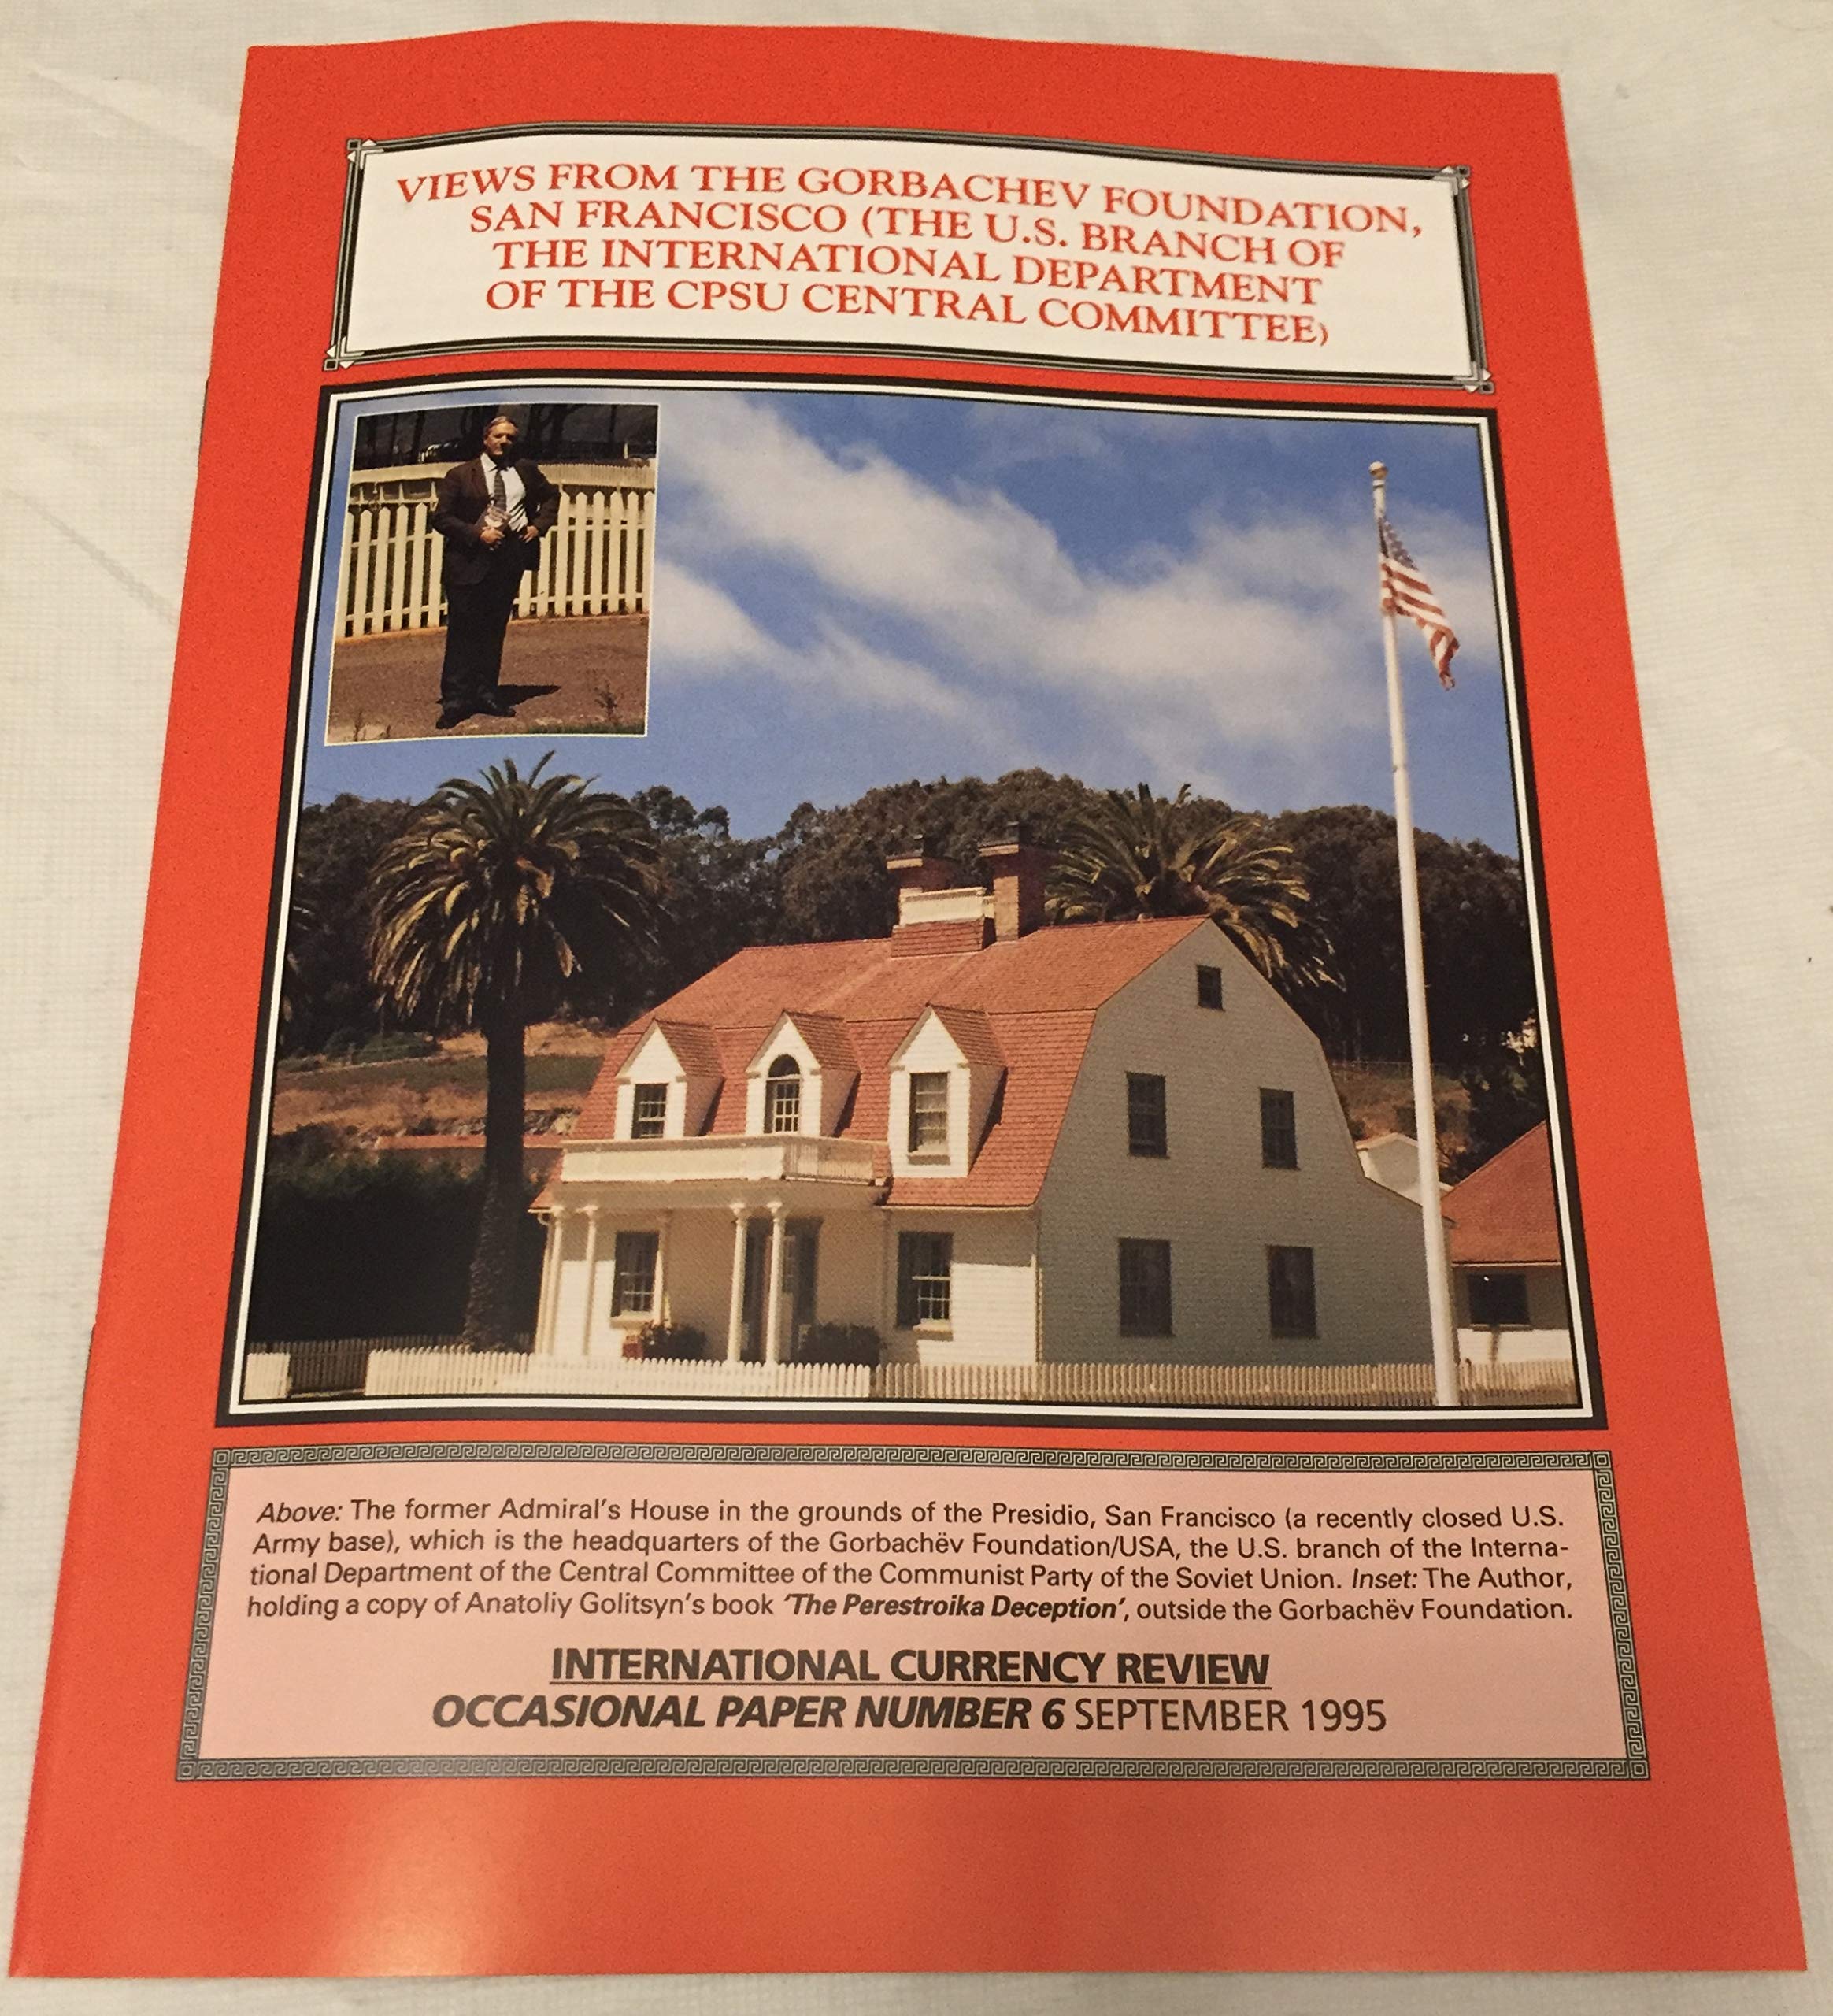 VIEWS FROM THE GORBACHEV FOUNDATION,
SAN FRANCISCO (THE U.S. BRANCH OF
THE INTERNATIONAL DEPARTMENT
OF THE CPSU CENTRAL COMMITTEE)
Above: The former Admiral's House in the grounds of the Presidio, San Francisco (a recently closed U.S.
Army base), which is the headquarters of the Gorbachëv Foundation/USA, the U.S. branch of the Interna-
tional Department of the Central Committee of the Communist Party of the Soviet Union. Inset: The Author,
holding a copy of Anatoliy Golitsyn's book 'The Perestroika Deception', outside the Gorbachëv Foundation.
INTERNATIONAL CURRENCY REVIEW
OCCASIONAL PAPER NUMBER 6 SEPTEMBER 1995